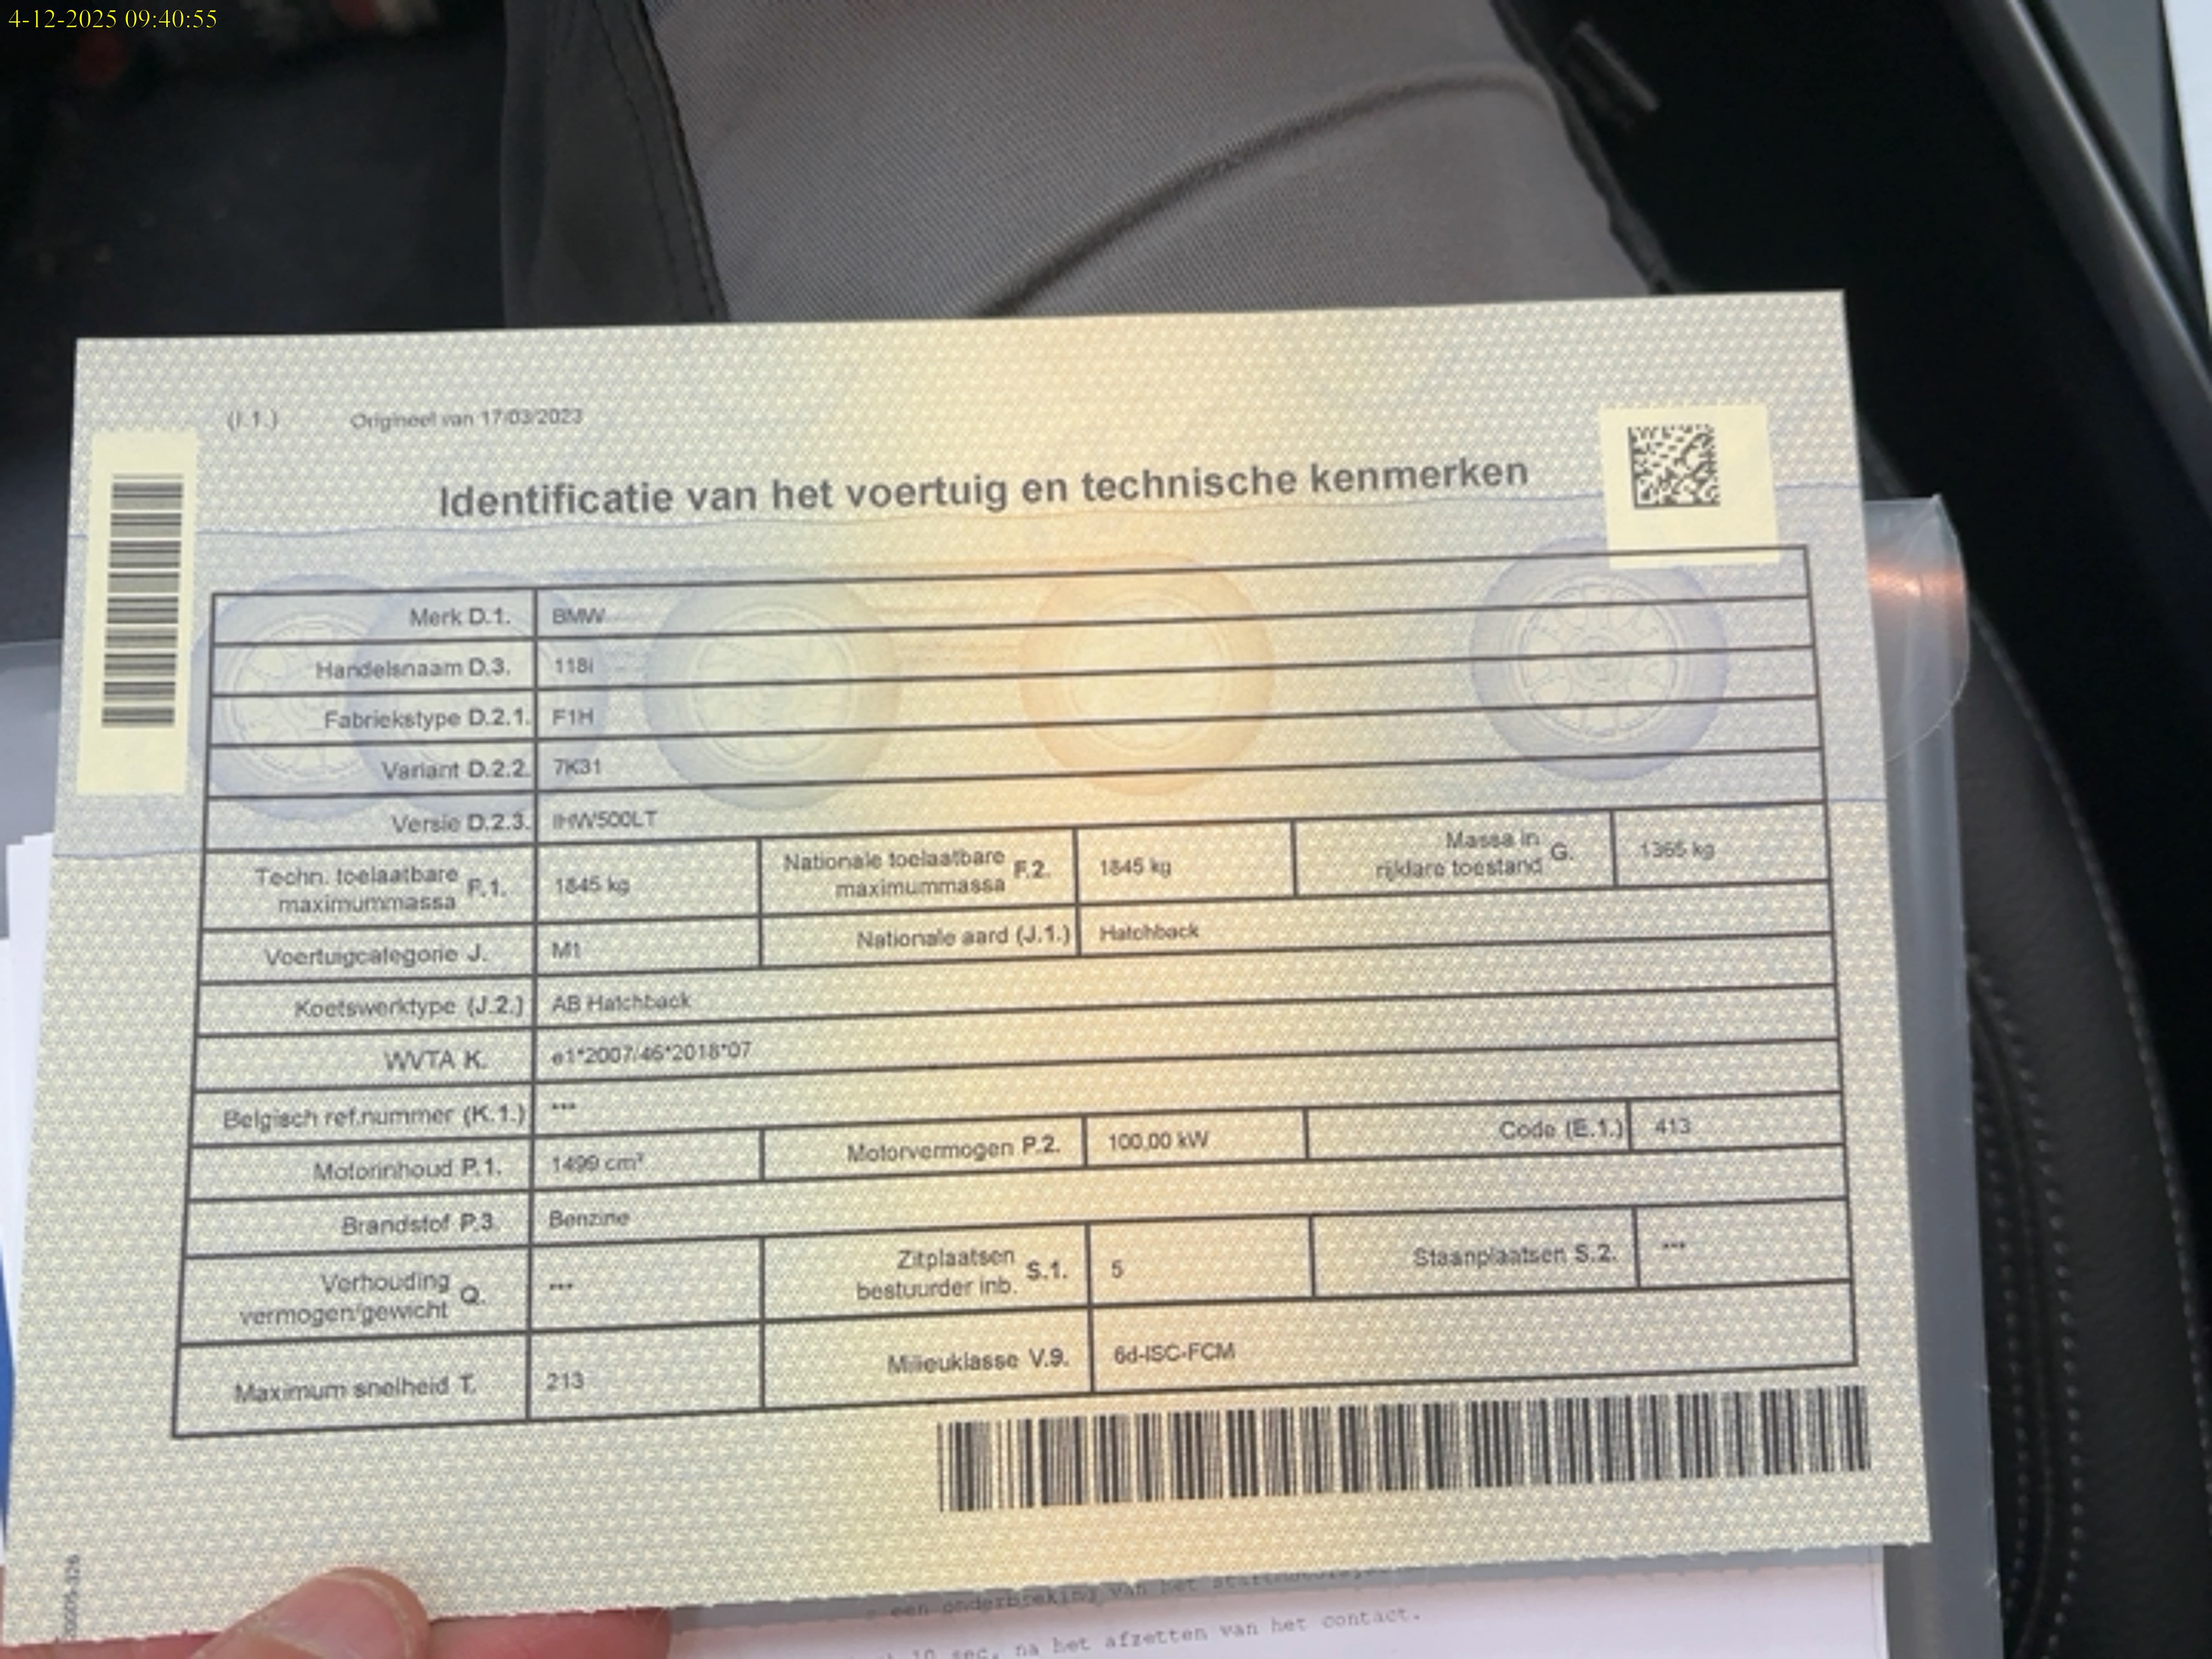 4-12-2025 09:40:55
(I.1.) Origineel van 17/03/2023
Identificatie van het voertuig en technische kenmerken
Merk D.1. BMW
Handelsnaam D.3. 118i
Fabriekstype D.2.1. F1H
Variant D.2.2. 7K31
Versie D.2.3. IHW500LT
Techn. toelaatbare maximummassa F.1. 1845 kg Nationale toelaatbare maximummassa F.2. 1845 kg Massa in rijklare toestand G. 1365 kg
Voertuigcategorie J. M1 Nationale aard (J.1.) Hatchback
Koetswerktype (J.2.) AB Hatchback
WVTA K. e1*2007/46*2018*07
Belgisch ref.nummer (K.1.) ---
Motorinhoud P.1. 1499 cm³ Motorvermogen P.2. 100,00 kW Code (E.1.) 413
Brandstof P.3. Benzine
Verhouding vermogen/gewicht Q. --- Zitplaatsen bestuurder inb. S.1. 5 Staanplaatsen S.2. ---
Maximum snelheid T. 213 Milieuklasse V.9. 6d-ISC-FCM
een onderbreking van het
10 sec. na het afzetten van het contact.